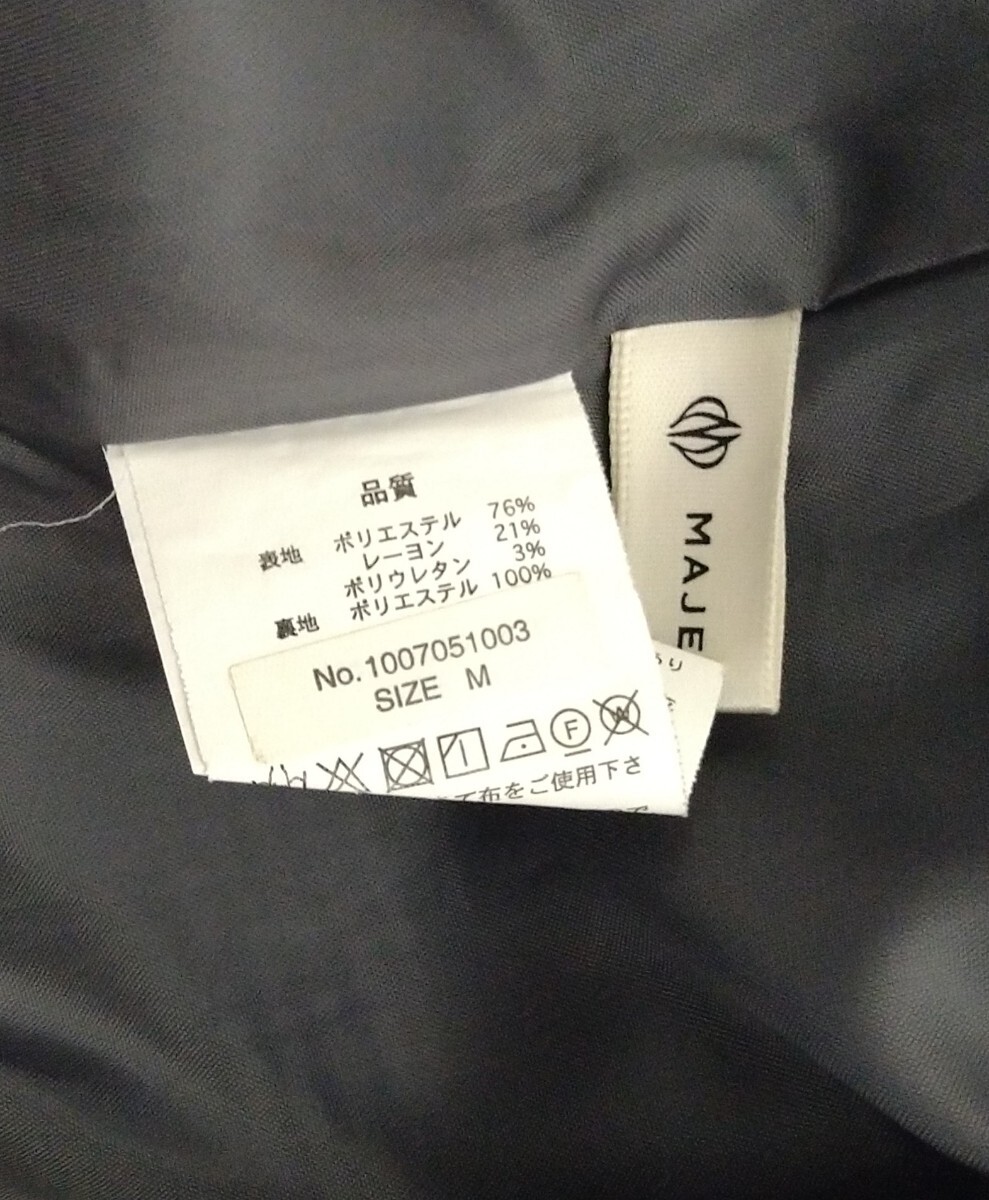 品質
表地 ポリエステル 76%
レーヨン 21%
ポリウレタン 3%
裏地 ポリエステル 100%
No.1007051003
SIZE M
F
W
て布をご使用下さ
MAJE